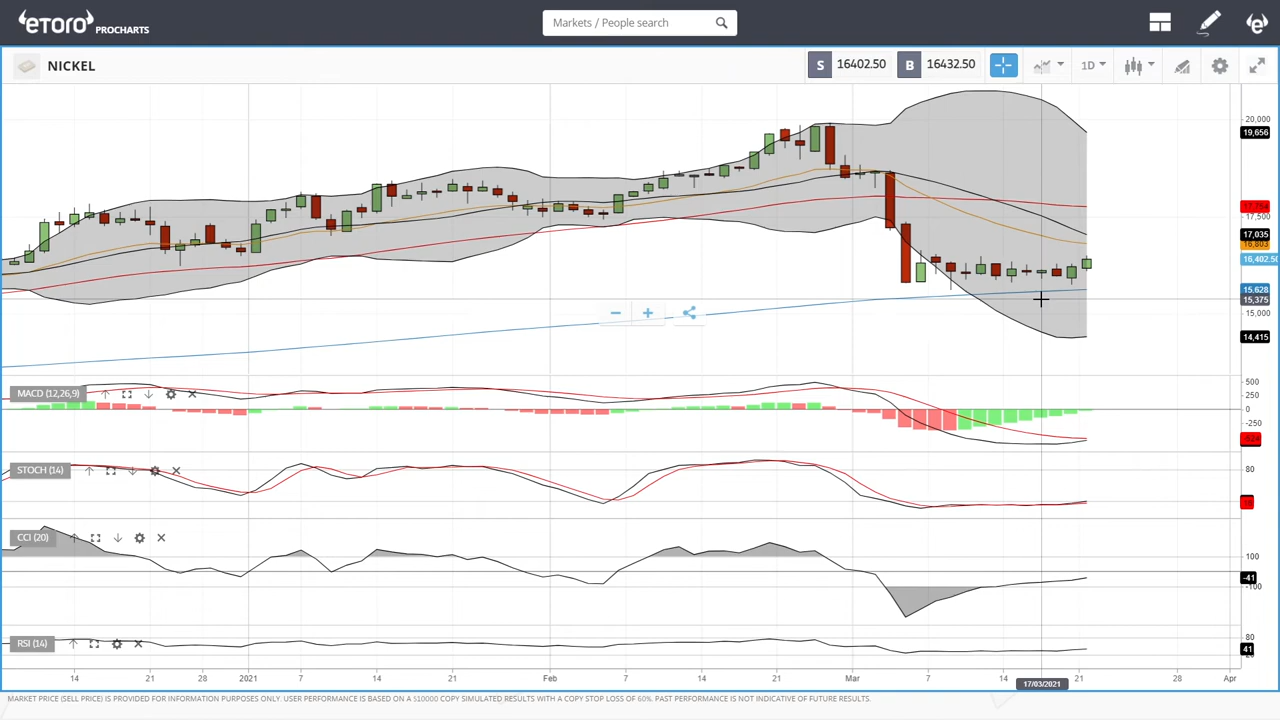 eTORO PROCHARTS
Markets / People search
NICKEL
S 16402.50 B 16432.50 1D
20,000
19,656
17,500
17,035
16,803
16,402.50
15,628
15,375
15,000
14,415
MACD (12,26,9)
500
250
0
-250
STOCH (14)
80
CCI (20)
100
-41
-100
RSI (14)
80
41
14 21 28 2021 7 14 21 Feb 7 14 21 Mar 7 17/03/2021 21 28 Apr
MARKET PRICE (SELL PRICE) IS PROVIDED FOR INFORMATION PURPOSES ONLY. USER PERFORMANCE IS BASED ON A $10000 COPY SIMULATED RESULTS WITH A COPY STOP LOSS OF 60%. PAST PERFORMANCE IS NOT INDICATIVE OF FUTURE RESULTS.